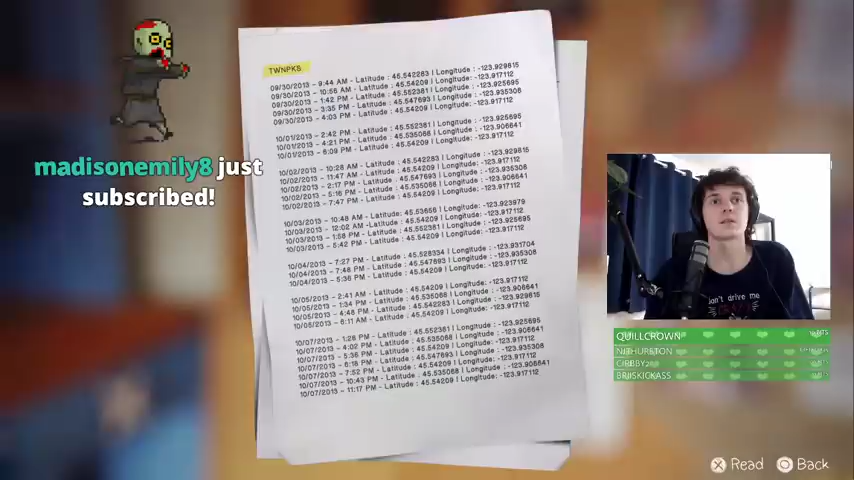 TWNPKB
09/30/2013 - 9:44 AM - Latitude : 45.542283 | Longitude : -123.929815
09/30/2013 - 10:56 AM - Latitude : 45.54209 | Longitude: -123.917112
09/30/2013 - 1:42 PM - Latitude : 45.552381 | Longitude : -123.925695
09/30/2013 - 3:35 PM - Latitude : 45.547693 | Longitude : -123.935308
09/30/2013 - 4:03 PM - Latitude : 45.54209 | Longitude: -123.917112
10/01/2013 - 2:42 PM - Latitude : 45.552381 | Longitude : -123.925695
10/01/2013 - 4:21 PM - Latitude : 45.535068 | Longitude : -123.906641
10/01/2013 - 6:09 PM - Latitude : 45.54209 | Longitude: -123.917112
10/02/2013 - 10:28 AM - Latitude : 45.542283 | Longitude : -123.929815
10/02/2013 - 11:47 AM - Latitude : 45.54209 | Longitude: -123.917112
10/02/2013 - 2:17 PM - Latitude : 45.547693 | Longitude : -123.935308
10/02/2013 - 5:16 PM - Latitude : 45.535068 | Longitude : -123.906641
10/02/2013 - 7:47 PM - Latitude : 45.54209 | Longitude: -123.917112
10/03/2013 - 10:48 AM - Latitude : 45.53656 | Longitude : -123.923979
10/03/2013 - 12:02 AM - Latitude : 45.54209 | Longitude: -123.917112
10/03/2013 - 1:58 PM - Latitude : 45.552381 | Longitude : -123.925695
10/03/2013 - 5:42 PM - Latitude : 45.54209 | Longitude: -123.917112
10/04/2013 - 7:27 PM - Latitude : 45.528334 | Longitude : -123.931704
10/04/2013 - 7:48 PM - Latitude : 45.547693 | Longitude : -123.935308
10/04/2013 - 5:36 PM - Latitude : 45.54209 | Longitude: -123.917112
10/05/2013 - 2:41 AM - Latitude : 45.54209 | Longitude: -123.917112
10/05/2013 - 1:34 PM - Latitude : 45.535068 | Longitude : -123.906641
10/05/2013 - 4:48 PM - Latitude : 45.542283 | Longitude : -123.929815
10/06/2013 - 6:11 AM - Latitude : 45.54209 | Longitude: -123.917112
10/07/2013 - 1:28 PM - Latitude : 45.552381 | Longitude : -123.925695
10/07/2013 - 4:02 PM - Latitude : 45.535068 | Longitude : -123.906641
10/07/2013 - 5:36 PM - Latitude : 45.54209 | Longitude: -123.917112
10/07/2013 - 6:18 PM - Latitude : 45.547693 | Longitude : -123.935308
10/07/2013 - 7:52 PM - Latitude : 45.54209 | Longitude: -123.917112
10/07/2013 - 10:43 PM - Latitude : 45.535068 | Longitude : -123.906641
10/07/2013 - 11:17 PM - Latitude : 45.54209 | Longitude: -123.917112
madisonemily8 just
subscribed!
don't drive me
QUILLCROWN
NJTHURSTON
BRISKICKASS
Read Back